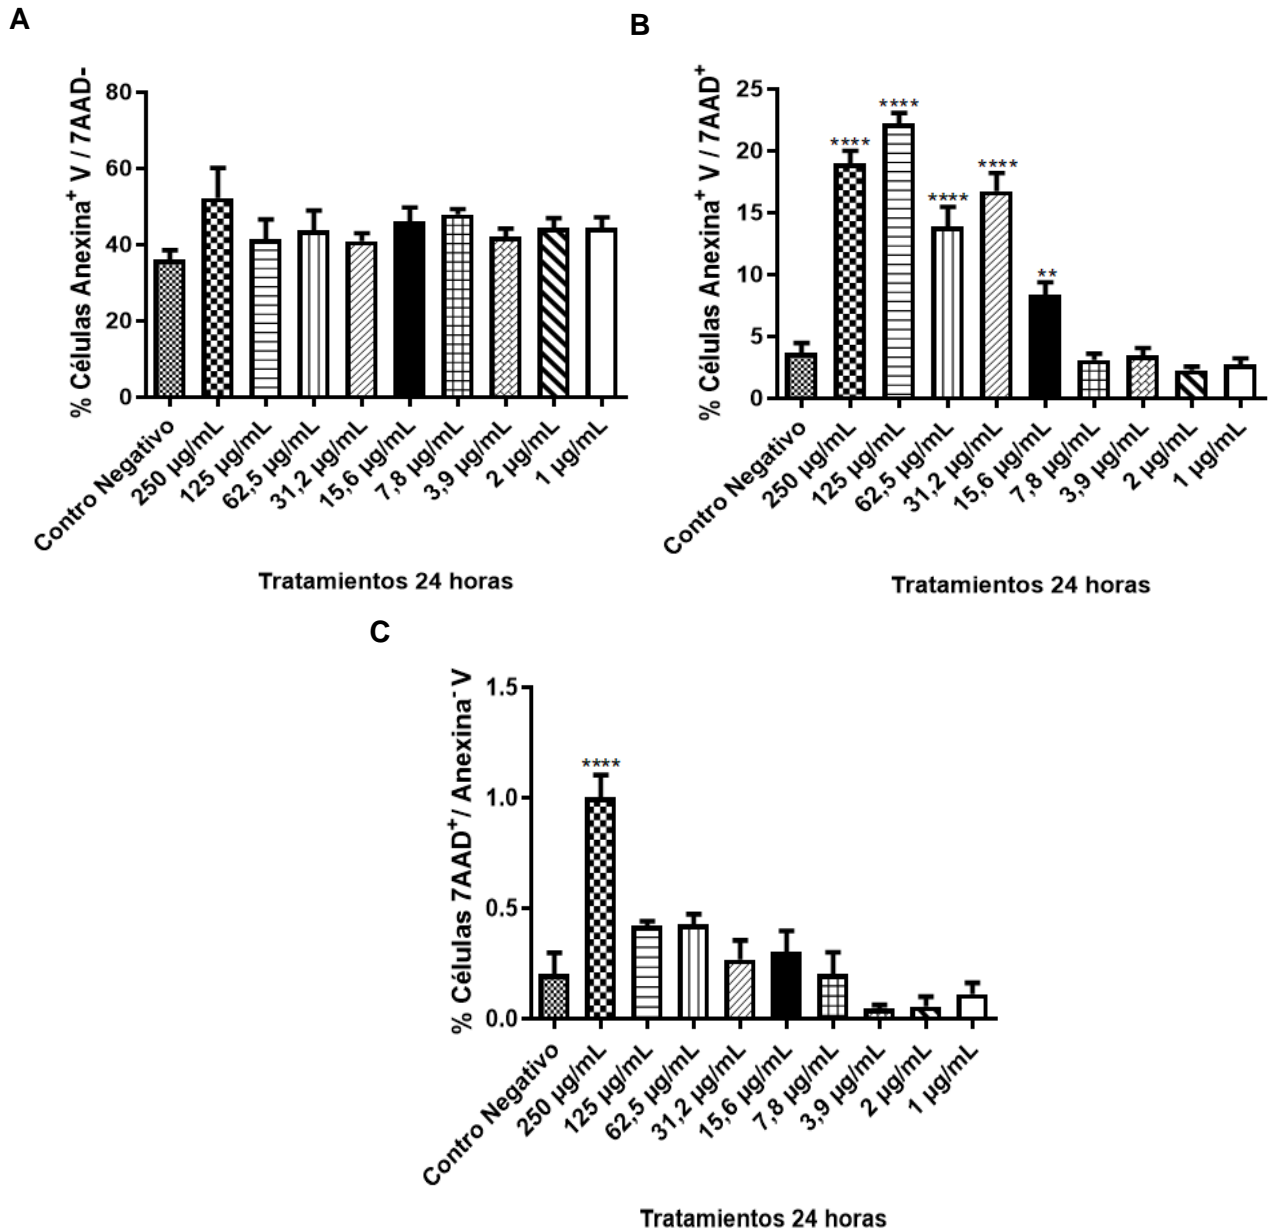 A
% Células Anexina⁺ V / 7AAD-
80
60
40
20
0
Contro Negativo
250 µg/mL
125 µg/mL
62,5 µg/mL
31,2 µg/mL
15,6 µg/mL
7,8 µg/mL
3,9 µg/mL
2 µg/mL
1 µg/mL
Tratamientos 24 horas
B
% Células Anexina⁺ V / 7AAD⁺
25
20
15
10
5
0
****
****
****
****
**
Contro Negativo
250 µg/mL
125 µg/mL
62,5 µg/mL
31,2 µg/mL
15,6 µg/mL
7,8 µg/mL
3,9 µg/mL
2 µg/mL
1 µg/mL
Tratamientos 24 horas
C
% Células 7AAD⁺/ Anexina⁻ V
1.5
1.0
0.5
0.0
****
Contro Negativo
250 µg/mL
125 µg/mL
62,5 µg/mL
31,2 µg/mL
15,6 µg/mL
7,8 µg/mL
3,9 µg/mL
2 µg/mL
1 µg/mL
Tratamientos 24 horas